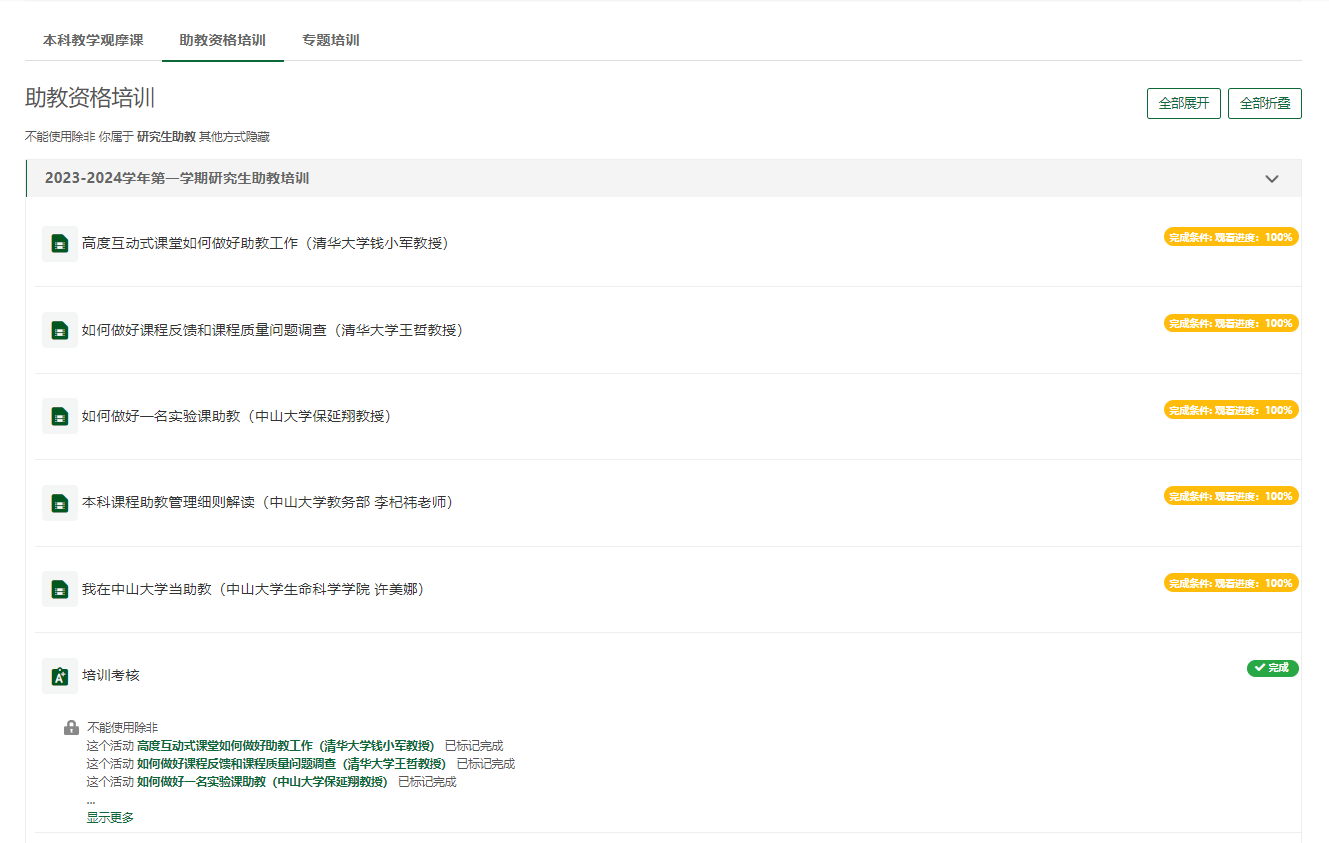 本科教学观摩课 助教资格培训 专题培训
助教资格培训
全部展开 全部折叠
不能使用除非 你属于 研究生助教 其他方式隐藏
2023-2024学年第一学期研究生助教培训
高度互动式课堂如何做好助教工作（清华大学钱小军教授）
完成条件: 观看进度：100%
如何做好课程反馈和课程质量问题调查（清华大学王哲教授）
完成条件: 观看进度：100%
如何做好一名实验课助教（中山大学保延翔教授）
完成条件: 观看进度：100%
本科课程助教管理细则解读（中山大学教务部 李杞祎老师）
完成条件: 观看进度：100%
我在中山大学当助教（中山大学生命科学学院 许美娜）
完成条件: 观看进度：100%
培训考核
完成
不能使用除非
这个活动 高度互动式课堂如何做好助教工作（清华大学钱小军教授） 已标记完成
这个活动 如何做好课程反馈和课程质量问题调查（清华大学王哲教授） 已标记完成
这个活动 如何做好一名实验课助教（中山大学保延翔教授） 已标记完成
...
显示更多